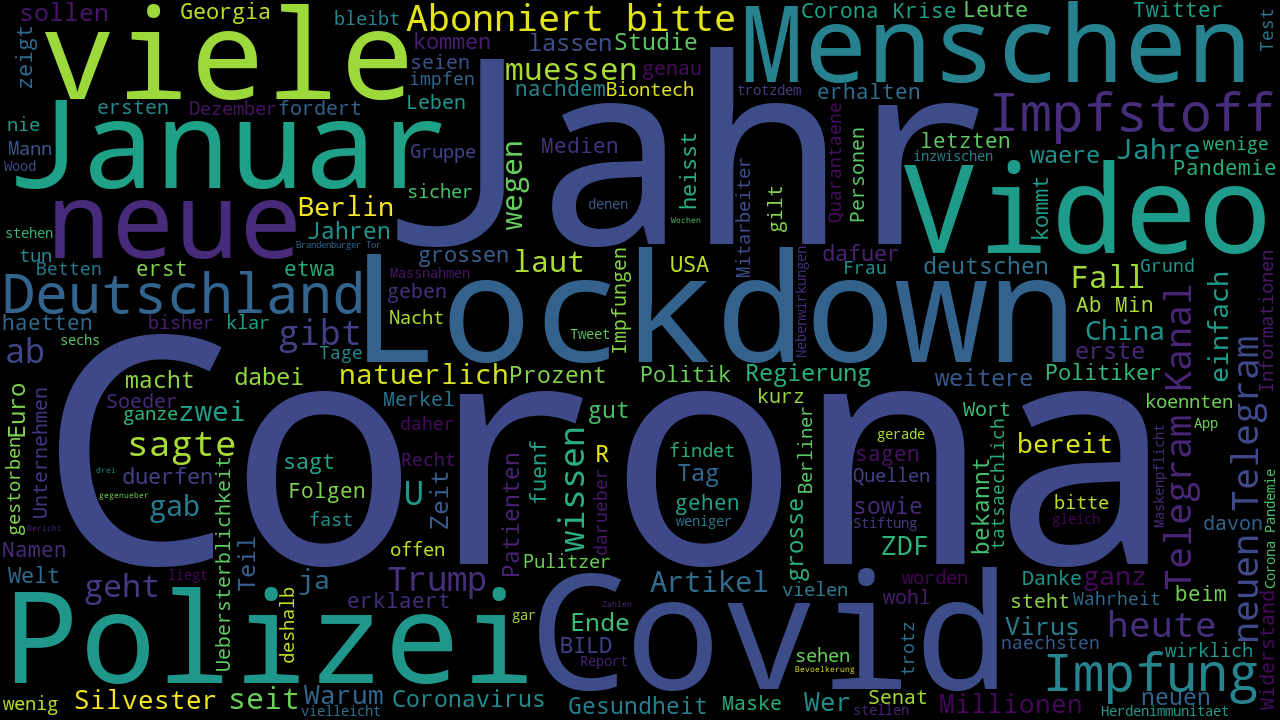 sollen
Georgia
bleibt
Abonniert bitte
Corona Krise
Leute
Twitter
Test
zeigt
viele
kommen
lassen
Studie
Menschen
seien
impfen
muessen
genau
nachdem
Biontech
trotzdem
erhalten
ersten
Dezember
fordert
Leben
Januar
Jahr
Impfstoff
nie
Mann
Wood
Gruppe
Medien
letzten
inzwischen
waere
Jahre
wenige
Pandemie
sicher
wegen
heisst
Mitarbeiter
Quarantaene
Personen
gilt
denen
Wochen
Video
kommt
neue
Berlin
Jahren
Brandenburger Tor
stehen
tun
Betten
erst
etwa
grossen
laut
USA
dafuer
Frau
deutschen
Fall
Grund
Massnahmen
geben
Impfungen
Nebenwirkungen
Deutschland
Lockdown
Ab Min
China
einfach
Informationen
haetten
bisher
klar
gibt
Nacht
Tweet
erste
Kanal
ab
sechs
Tage
macht
dabei
natuerlich
Prozent
Politik
Regierung
weitere
Politiker
Euro
Unternehmen
Soeder
ganze
zwei
Merkel
kurz
gut
Wort
koennten
App
Telegram
sagte
daher
R
Berliner
gerade
sagen
bereit
gestorben
drei
duerfen
sagt
Recht
fuenf
Wissen
findet
Tag
Quellen
Maskenpflicht
gegenueber
Folgen
U
Zeit
Corona
gehen
sowie
bekannt
tatsaechlich
bitte
gleich
Bericht
gab
fast
Patienten
darueber
weniger
Stiftung
davon
Corona Pandemie
Namen
Uebersterblichkeit
Teil
offen
Pulitzer
grosse
ZDF
Telegram
Welt
geht
liegt
ja
Trump
Artikel
vielen
worden
Danke
ganz
neuen
Polizei
deshalb
erklaert
gar
Zahlen
Covid
wohl
steht
Wahrheit
beim
Ende
BILD
Report
sehen
Bevoelkerung
trotz
Virus
heute
naechsten
wirklich
Widerstand
Impfung
wenig
Silvester
seit
Warum
vielleicht
Coronavirus
Gesundheit
Maske
Wer
Senat
stellen
Millionen
neuen
Herdenimmunitaet